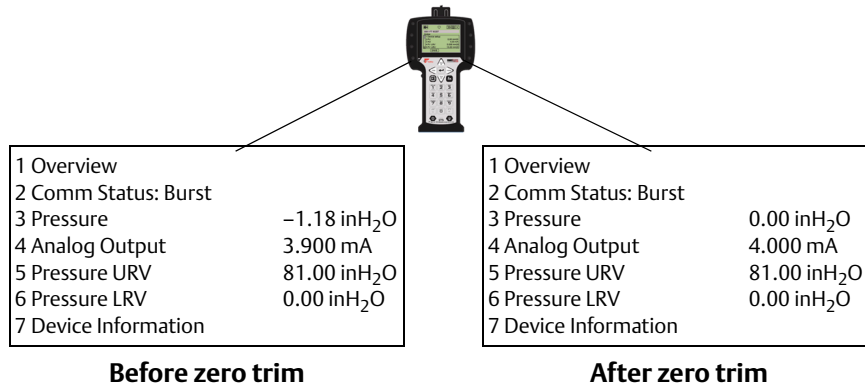 1 Overview
2 Comm Status: Burst
3 Pressure −1.18 inH₂O
4 Analog Output 3.900 mA
5 Pressure URV 81.00 inH₂O
6 Pressure LRV 0.00 inH₂O
7 Device Information
Before zero trim
1 Overview
2 Comm Status: Burst
3 Pressure 0.00 inH₂O
4 Analog Output 4.000 mA
5 Pressure URV 81.00 inH₂O
6 Pressure LRV 0.00 inH₂O
7 Device Information
After zero trim